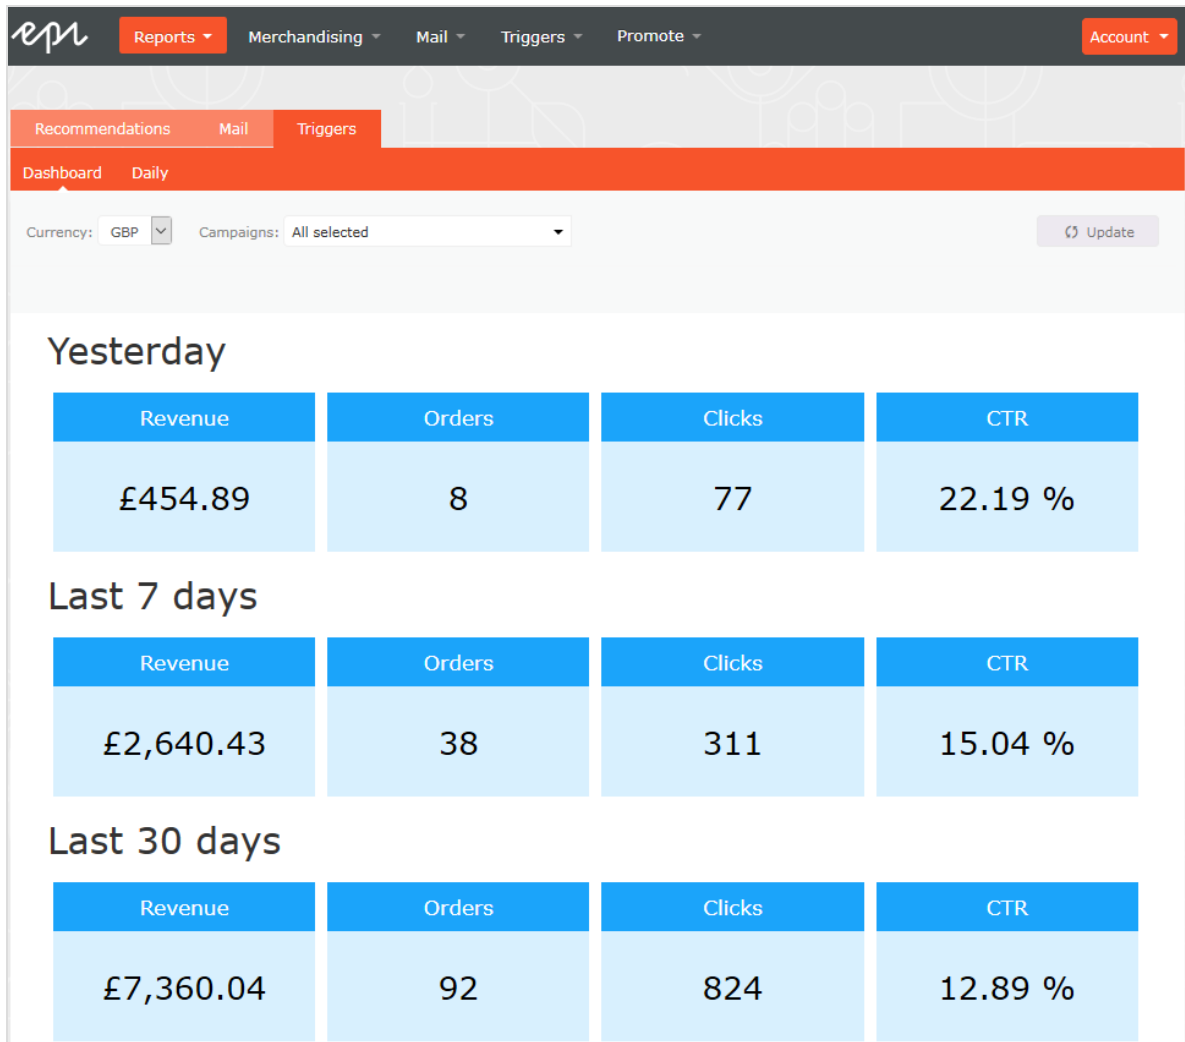 epi Reports Merchandising Mail Triggers Promote Account
Recommendations Mail Triggers
Dashboard Daily
Currency: GBP Campaigns: All selected Update
Yesterday
Revenue Orders Clicks CTR
£454.89 8 77 22.19 %
Last 7 days
Revenue Orders Clicks CTR
£2,640.43 38 311 15.04 %
Last 30 days
Revenue Orders Clicks CTR
£7,360.04 92 824 12.89 %